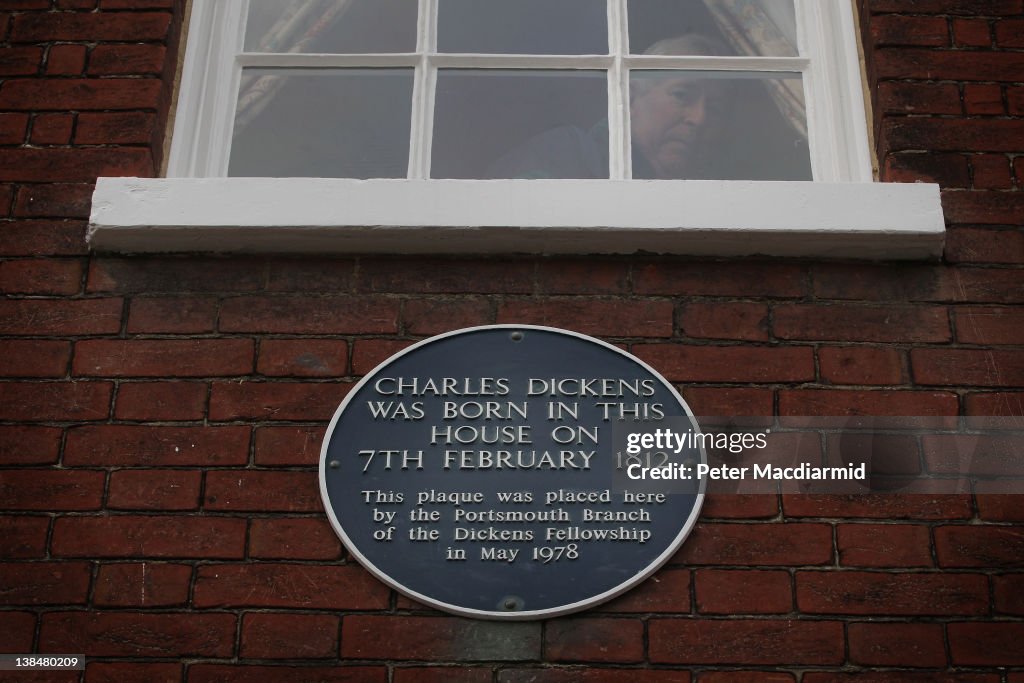 CHARLES DICKENS
WAS BORN IN THIS
HOUSE ON
7TH FEBRUARY 1812
This plaque was placed here
by the Portsmouth Branch
of the Dickens Fellowship
in May 1978
gettyimages
Peter Macdiarmid
138480209